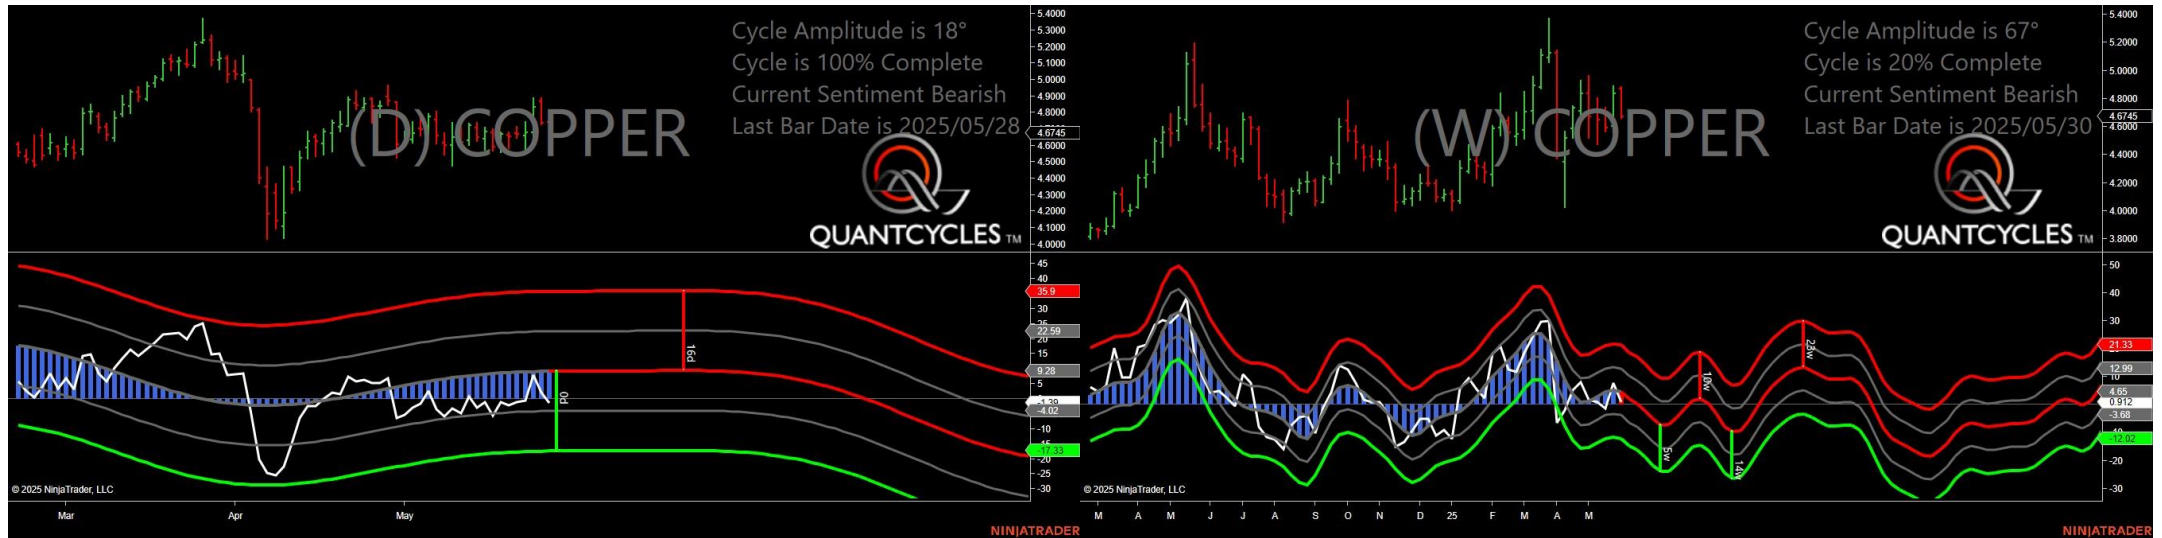 Cycle Amplitude is 18°
Cycle is 100% Complete
Current Sentiment Bearish
Last Bar Date is 2025/05/28
(D) COPPER
QUANTCYCLES TM
5.4000
5.3000
5.2000
5.1000
5.0000
4.9000
4.8000
4.6745
4.6000
4.5000
4.4000
4.3000
4.2000
4.1000
4.0000
45
40
35.9
30
22.59
20
15
9.28
5
-1.39
-4.02
-10
-15
-17.33
-20
-25
-30
16d
0d
© 2025 NinjaTrader, LLC
Mar
Apr
May
NINJATRADER
Cycle Amplitude is 67°
Cycle is 20% Complete
Current Sentiment Bearish
Last Bar Date is 2025/05/30
(W) COPPER
QUANTCYCLES TM
5.4000
5.2000
5.0000
4.8000
4.6745
4.6000
4.4000
4.2000
4.0000
3.8000
50
40
30
21.33
12.99
10
4.65
0.912
-3.68
-12.02
-20
-30
5w
10w
14w
23w
© 2025 NinjaTrader, LLC
M A M J J A S O N D 25 F M A M
NINJATRADER